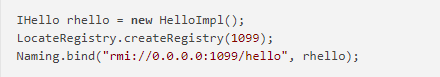 IHello rhello = new HelloImpl();
LocateRegistry.createRegistry(1099);
Naming.bind("rmi://0.0.0.0:1099/hello", rhello);